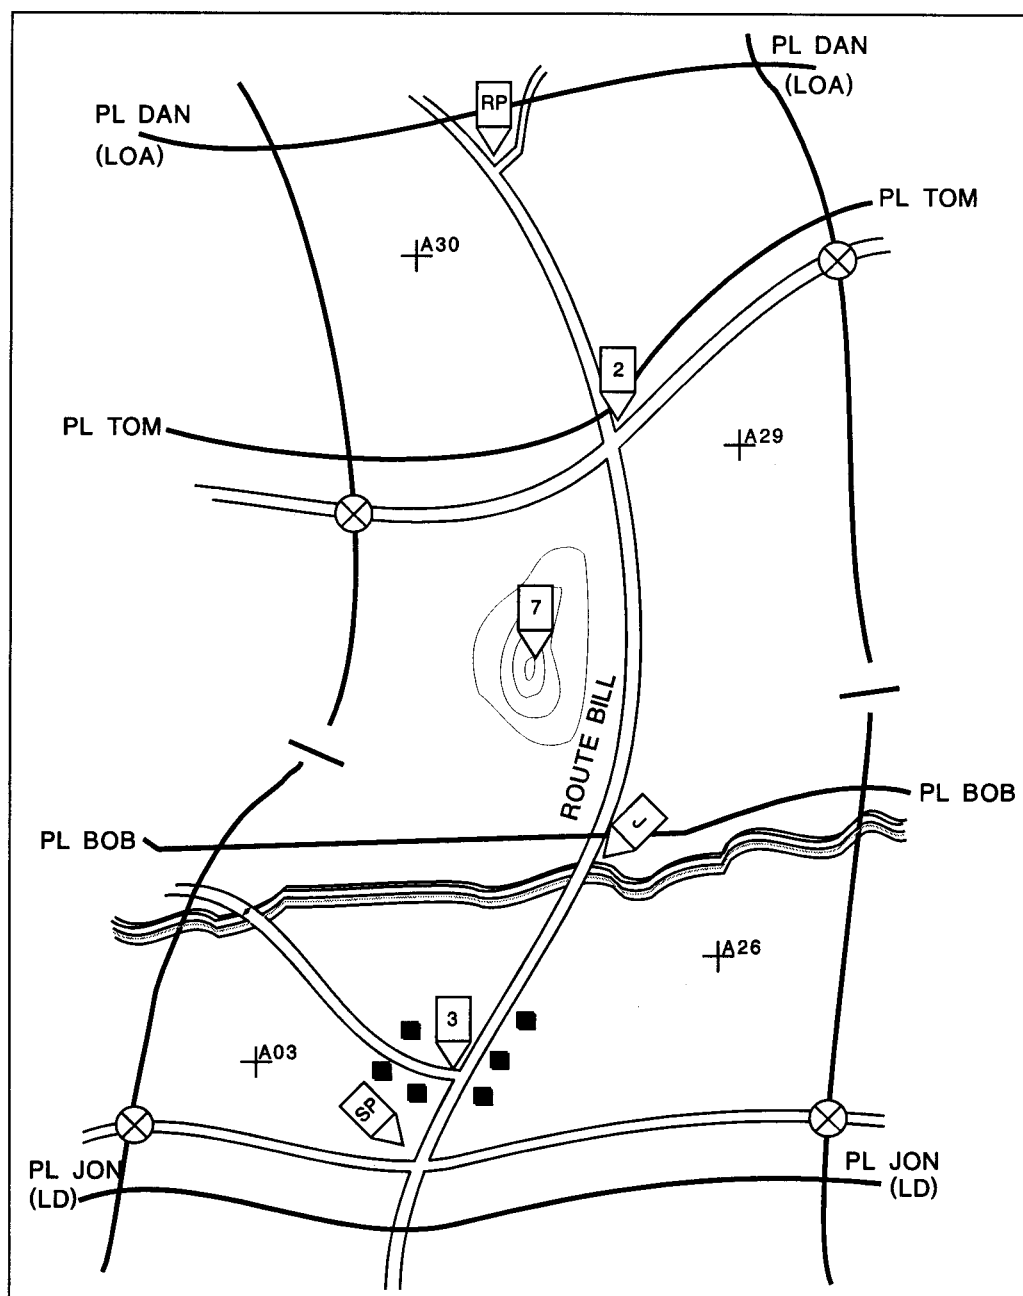 PL DAN
(LOA)
RP
PL DAN
(LOA)
PL TOM
A30
2
PL TOM
A29
7
ROUTE BILL
PL BOB
J
PL BOB
A26
3
A03
SP
PL JON
(LD)
PL JON
(LD)